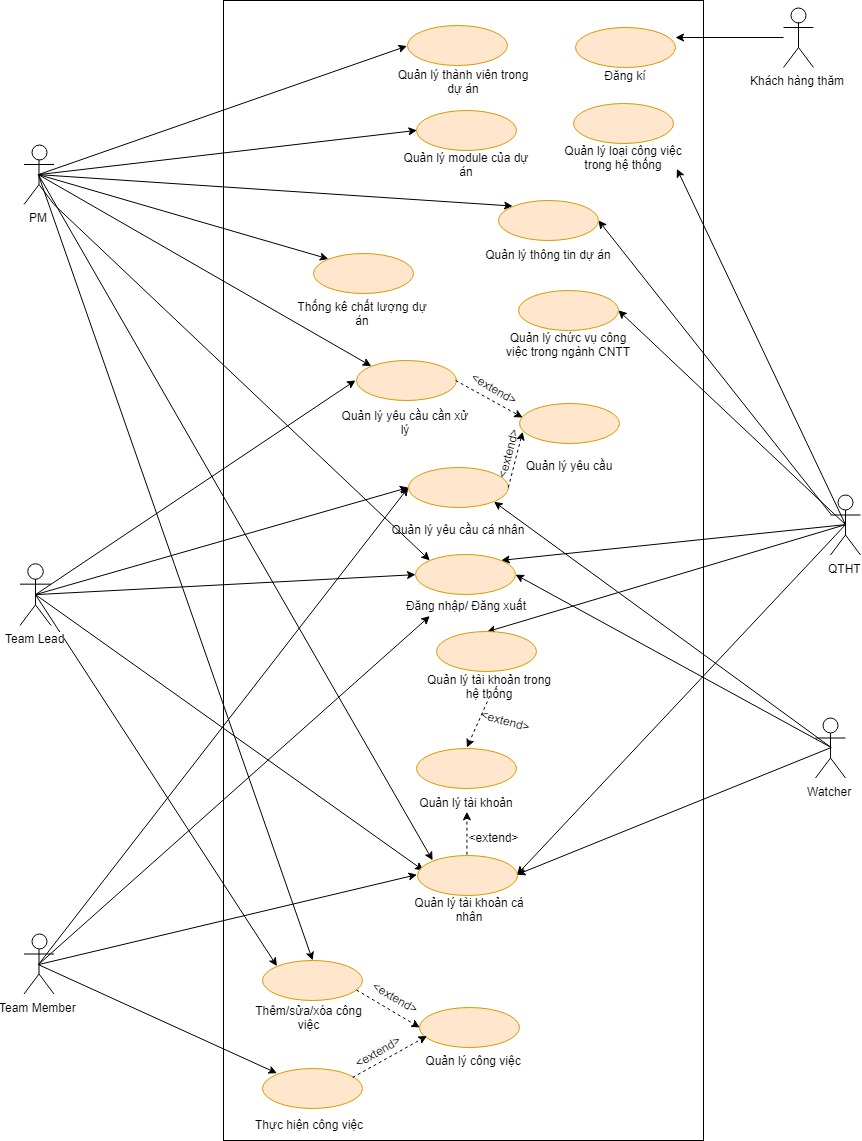 Quản lý thành viên trong
dự án
Đăng kí
Khách hàng thăm
Quản lý module của dự
án
Quản lý loại công việc
trong hệ thống
PM
Quản lý thông tin dự án
Thống kê chất lượng dự
án
Quản lý chức vụ công
việc trong ngành CNTT
<extend>
Quản lý yêu cầu cần xử
lý
<extend>
Quản lý yêu cầu
Quản lý yêu cầu cá nhân
QTHT
Đăng nhập/ Đăng xuất
Team Lead
Quản lý tài khoản trong
hệ thống
<extend>
Watcher
Quản lý tài khoản
<extend>
Quản lý tài khoản cá
nhân
Team Member
<extend>
Thêm/sửa/xóa công
việc
<extend>
Quản lý công việc
Thực hiện công việc